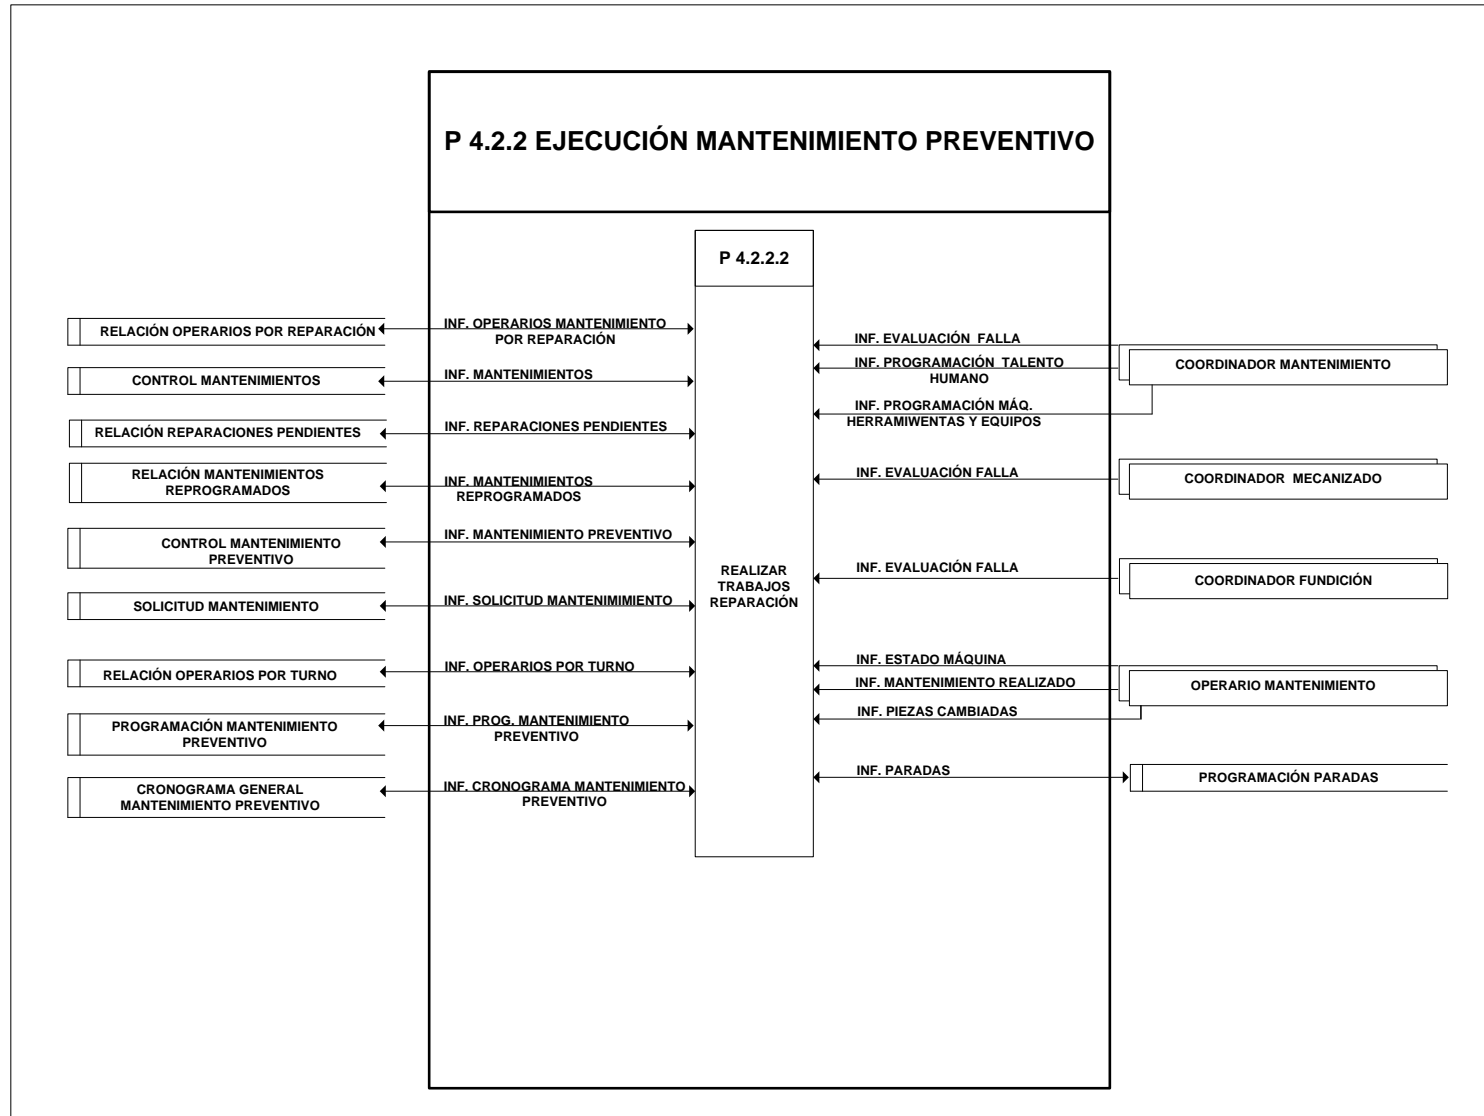 P 4.2.2 EJECUCIÓN MANTENIMIENTO PREVENTIVO
P 4.2.2.2
REALIZAR
TRABAJOS
REPARACIÓN
RELACIÓN OPERARIOS POR REPARACIÓN
INF. OPERARIOS MANTENIMIENTO
POR REPARACIÓN
CONTROL MANTENIMIENTOS
INF. MANTENIMIENTOS
RELACIÓN REPARACIONES PENDIENTES
INF. REPARACIONES PENDIENTES
RELACIÓN MANTENIMIENTOS
REPROGRAMADOS
INF. MANTENIMIENTOS
REPROGRAMADOS
CONTROL MANTENIMIENTO
PREVENTIVO
INF. MANTENIMIENTO PREVENTIVO
SOLICITUD MANTENIMIENTO
INF. SOLICITUD MANTENIMIMIENTO
RELACIÓN OPERARIOS POR TURNO
INF. OPERARIOS POR TURNO
PROGRAMACIÓN MANTENIMIENTO
PREVENTIVO
INF. PROG. MANTENIMIENTO
PREVENTIVO
CRONOGRAMA GENERAL
MANTENIMIENTO PREVENTIVO
INF. CRONOGRAMA MANTENIMIENTO
PREVENTIVO
INF. EVALUACIÓN FALLA
INF. PROGRAMACIÓN TALENTO
HUMANO
INF. PROGRAMACIÓN MÁQ.
HERRAMIWENTAS Y EQUIPOS
COORDINADOR MANTENIMIENTO
INF. EVALUACIÓN FALLA
COORDINADOR MECANIZADO
INF. EVALUACIÓN FALLA
COORDINADOR FUNDICIÓN
INF. ESTADO MÁQUINA
INF. MANTENIMIENTO REALIZADO
INF. PIEZAS CAMBIADAS
OPERARIO MANTENIMIENTO
INF. PARADAS
PROGRAMACIÓN PARADAS